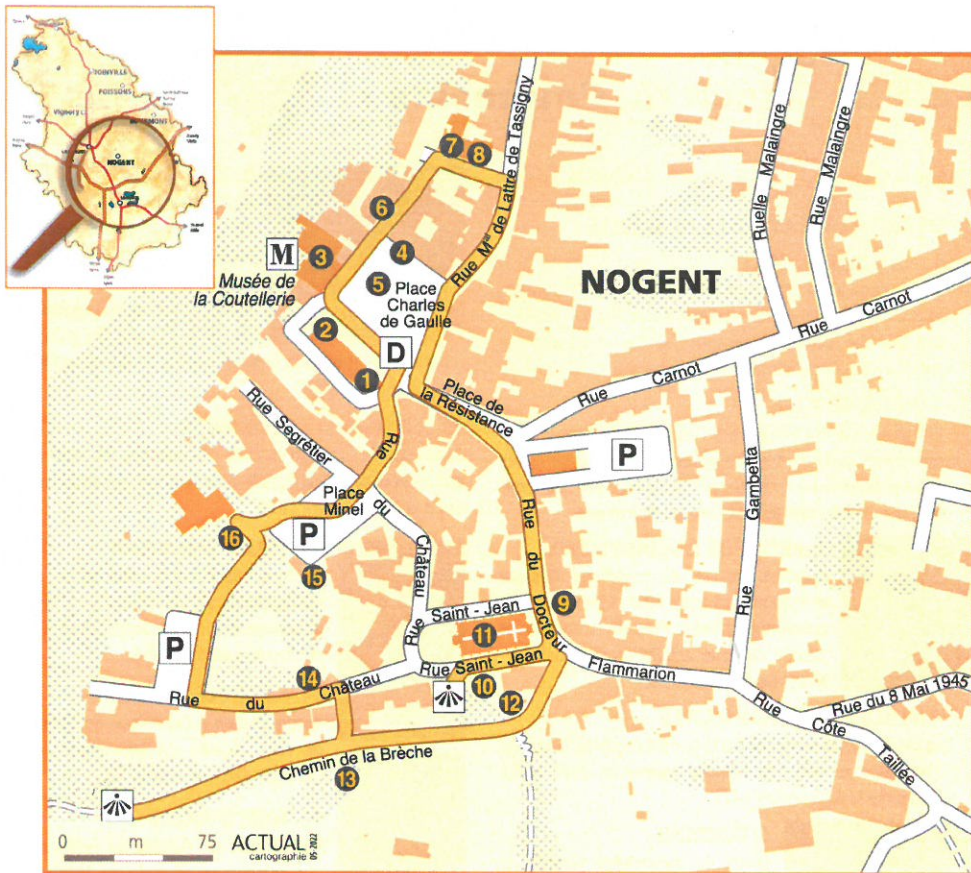 JOINVILLE
POISSONS
Vignory
NOGENT
7
8
6
M
3
4
Musée de
la Coutellerie
5
Place
Charles
de Gaulle
Rue Mal de Lattre de Tassigny
NOGENT
Ruelle Malaingre
Rue Malaingre
2
D
1
Rue Carnot
Rue Carnot
Place de
la Résistance
P
Rue Segrétier
Rue du Château
Place
Minel
P
16
15
Rue Gambetta
Rue du Docteur Flammarion
9
Rue Saint - Jean
11
Rue Saint - Jean
10
12
P
14
Rue du Château
Chemin de la Brèche
13
Rue du 8 Mai 1945
Rue Côte Taillée
0 m 75
ACTUAL
cartographie 05-2022